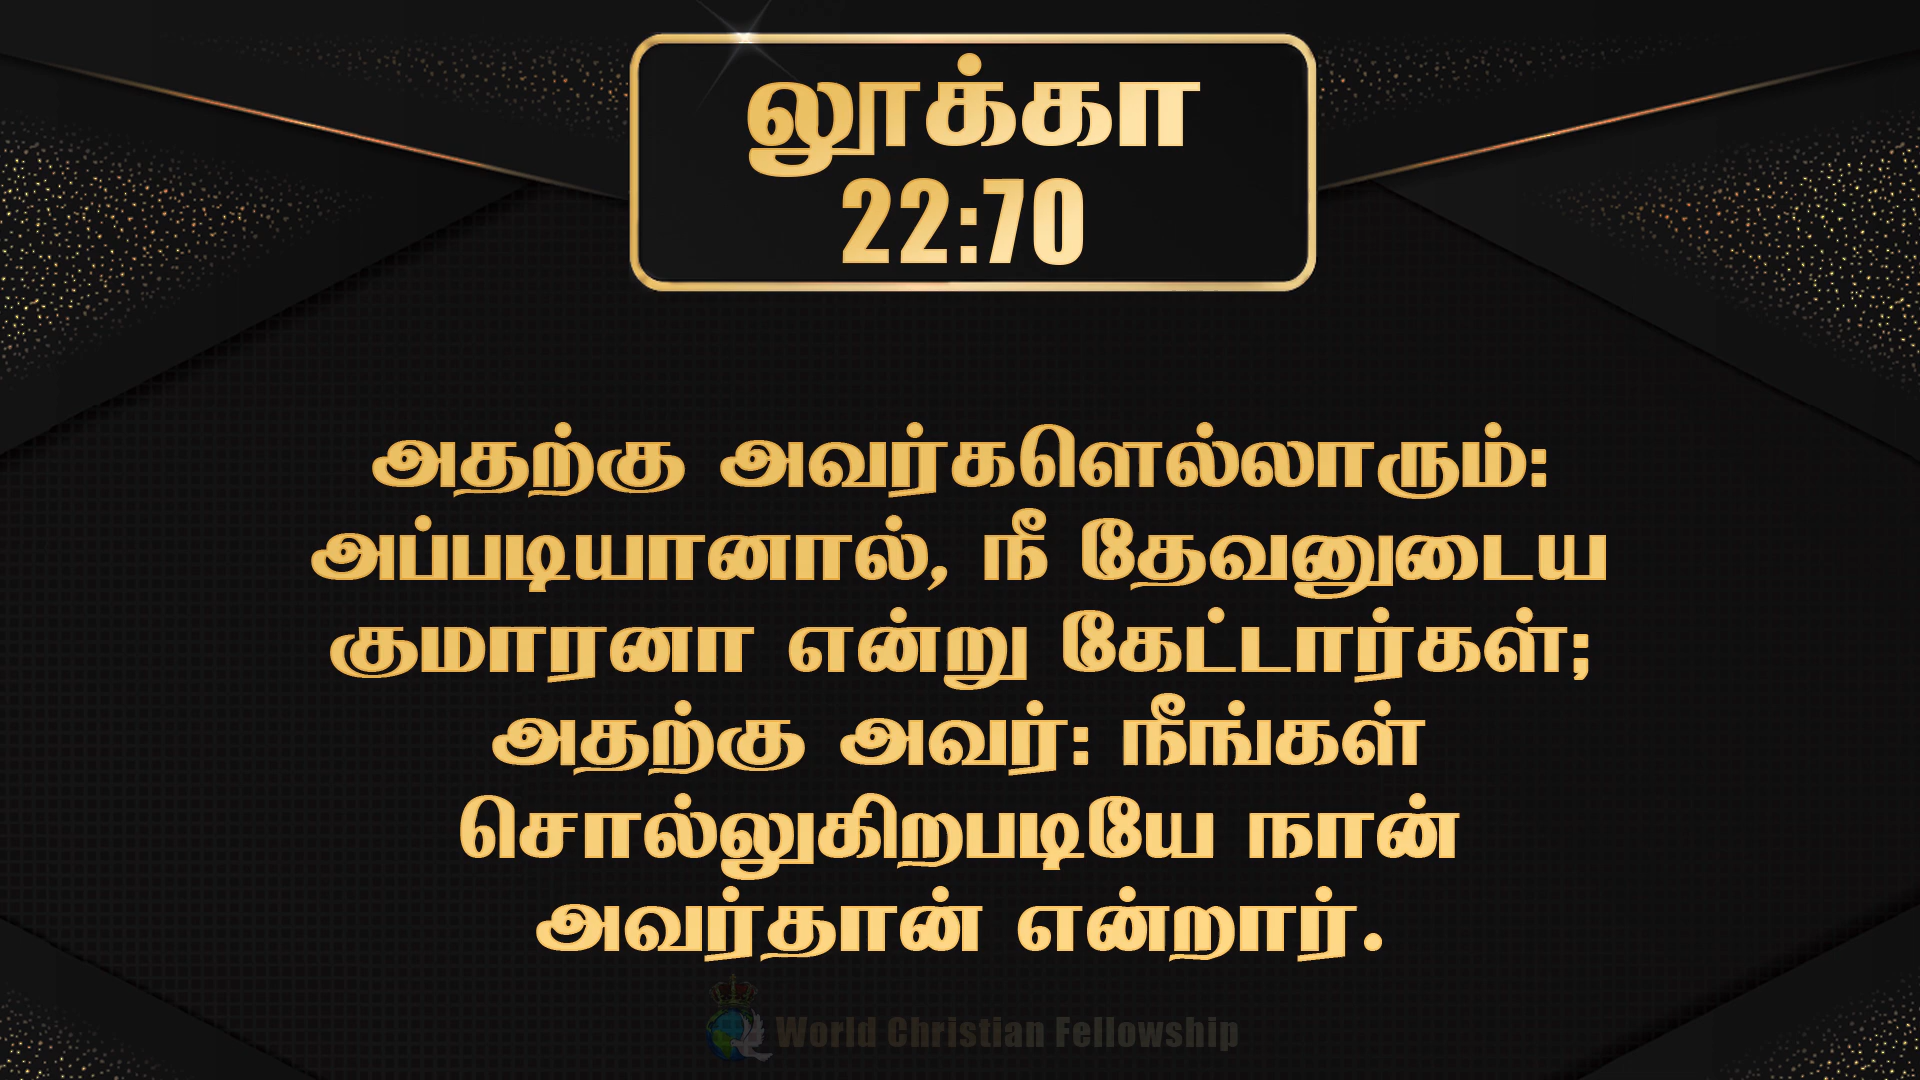 லூக்கா
22:70
அதற்கு அவர்களெல்லாரும்:
அப்படியானால், நீ தேவனுடைய
குமாரனா என்று கேட்டார்கள்;
அதற்கு அவர்: நீங்கள்
சொல்லுகிறபடியே நான்
அவர்தான் என்றார்.
World Christian Fellowship